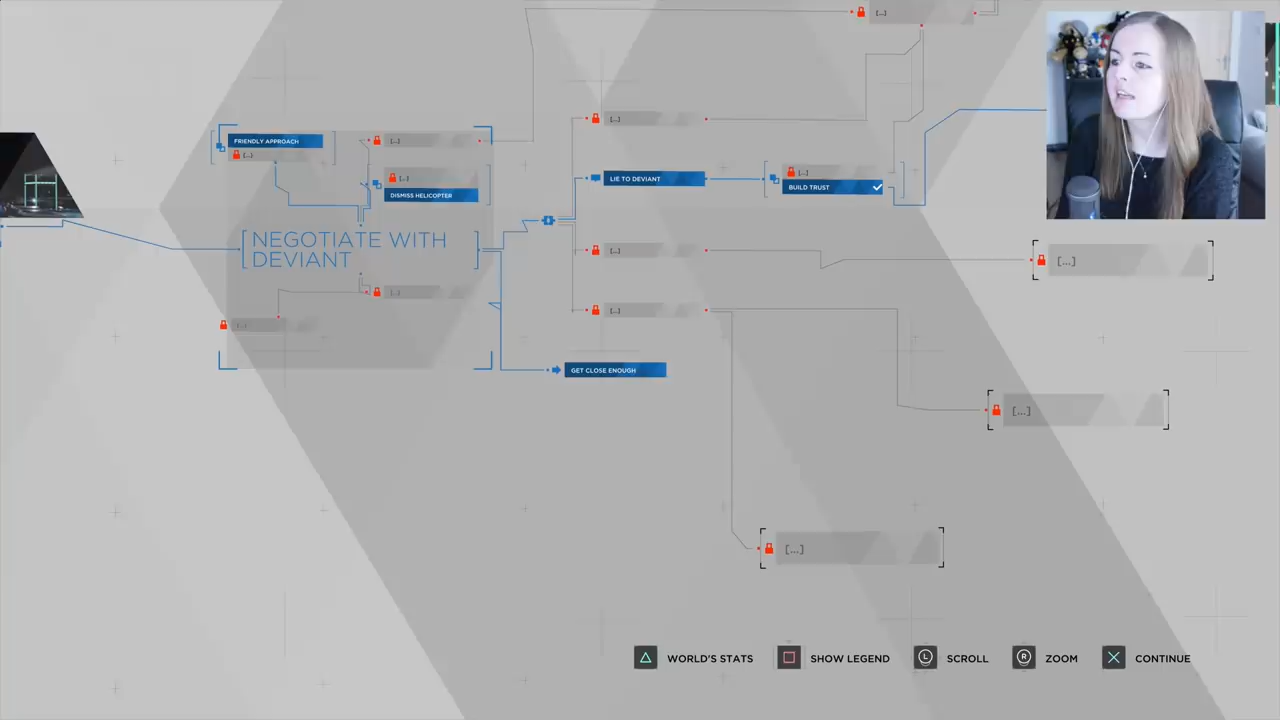 [...]
[...]
FRIENDLY APPROACH
[...]
[...]
[...]
DISMISS HELICOPTER
LIE TO DEVIANT
[...]
BUILD TRUST
NEGOTIATE WITH
DEVIANT
[...]
[...]
[...]
[...]
[...]
GET CLOSE ENOUGH
[...]
[...]
WORLD'S STATS
SHOW LEGEND
L
SCROLL
R
ZOOM
CONTINUE